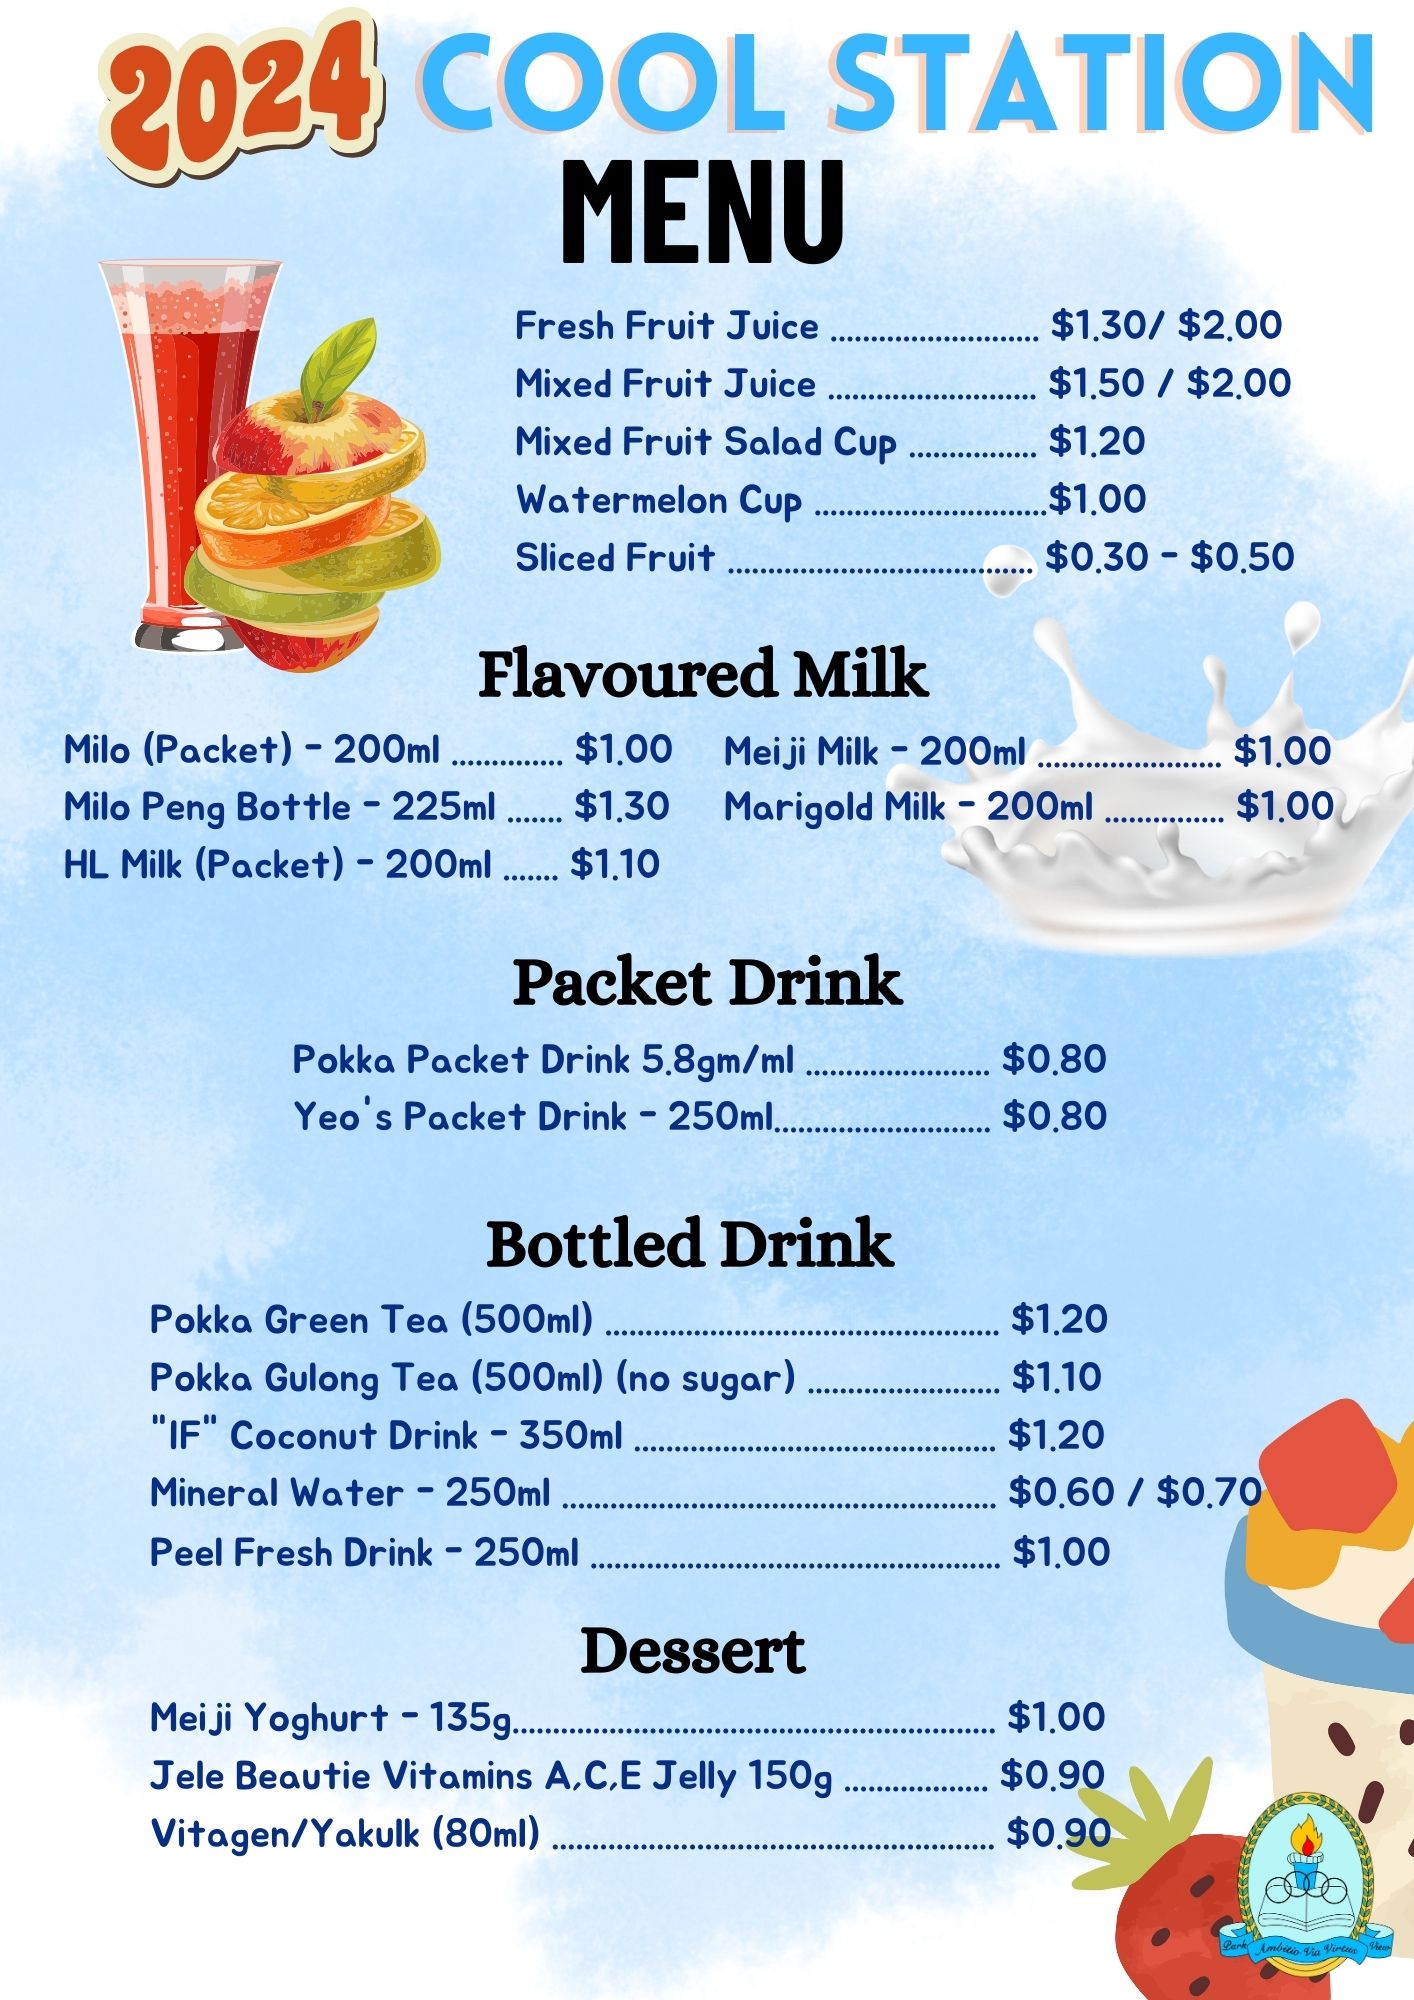 2024 COOL STATION
MENU
Fresh Fruit Juice .......................... $1.30/ $2.00
Mixed Fruit Juice .......................... $1.50 / $2.00
Mixed Fruit Salad Cup ................ $1.20
Watermelon Cup .............................$1.00
Sliced Fruit ...................................... $0.30 - $0.50
Flavoured Milk
Milo (Packet) - 200ml .............. $1.00
Milo Peng Bottle - 225ml ....... $1.30
HL Milk (Packet) - 200ml ....... $1.10
Meiji Milk - 200ml ....................... $1.00
Marigold Milk - 200ml ............... $1.00
Packet Drink
Pokka Packet Drink 5.8gm/ml ....................... $0.80
Yeo's Packet Drink - 250ml........................... $0.80
Bottled Drink
Pokka Green Tea (500ml) ................................................. $1.20
Pokka Gulong Tea (500ml) (no sugar) ........................ $1.10
"IF" Coconut Drink - 350ml ............................................. $1.20
Mineral Water - 250ml ...................................................... $0.60 / $0.70
Peel Fresh Drink - 250ml ................................................... $1.00
Dessert
Meiji Yoghurt - 135g............................................................ $1.00
Jele Beautie Vitamins A,C,E Jelly 150g .................. $0.90
Vitagen/Yakulk (80ml) ....................................................... $0.90
Park Ambitio Via Virtus View